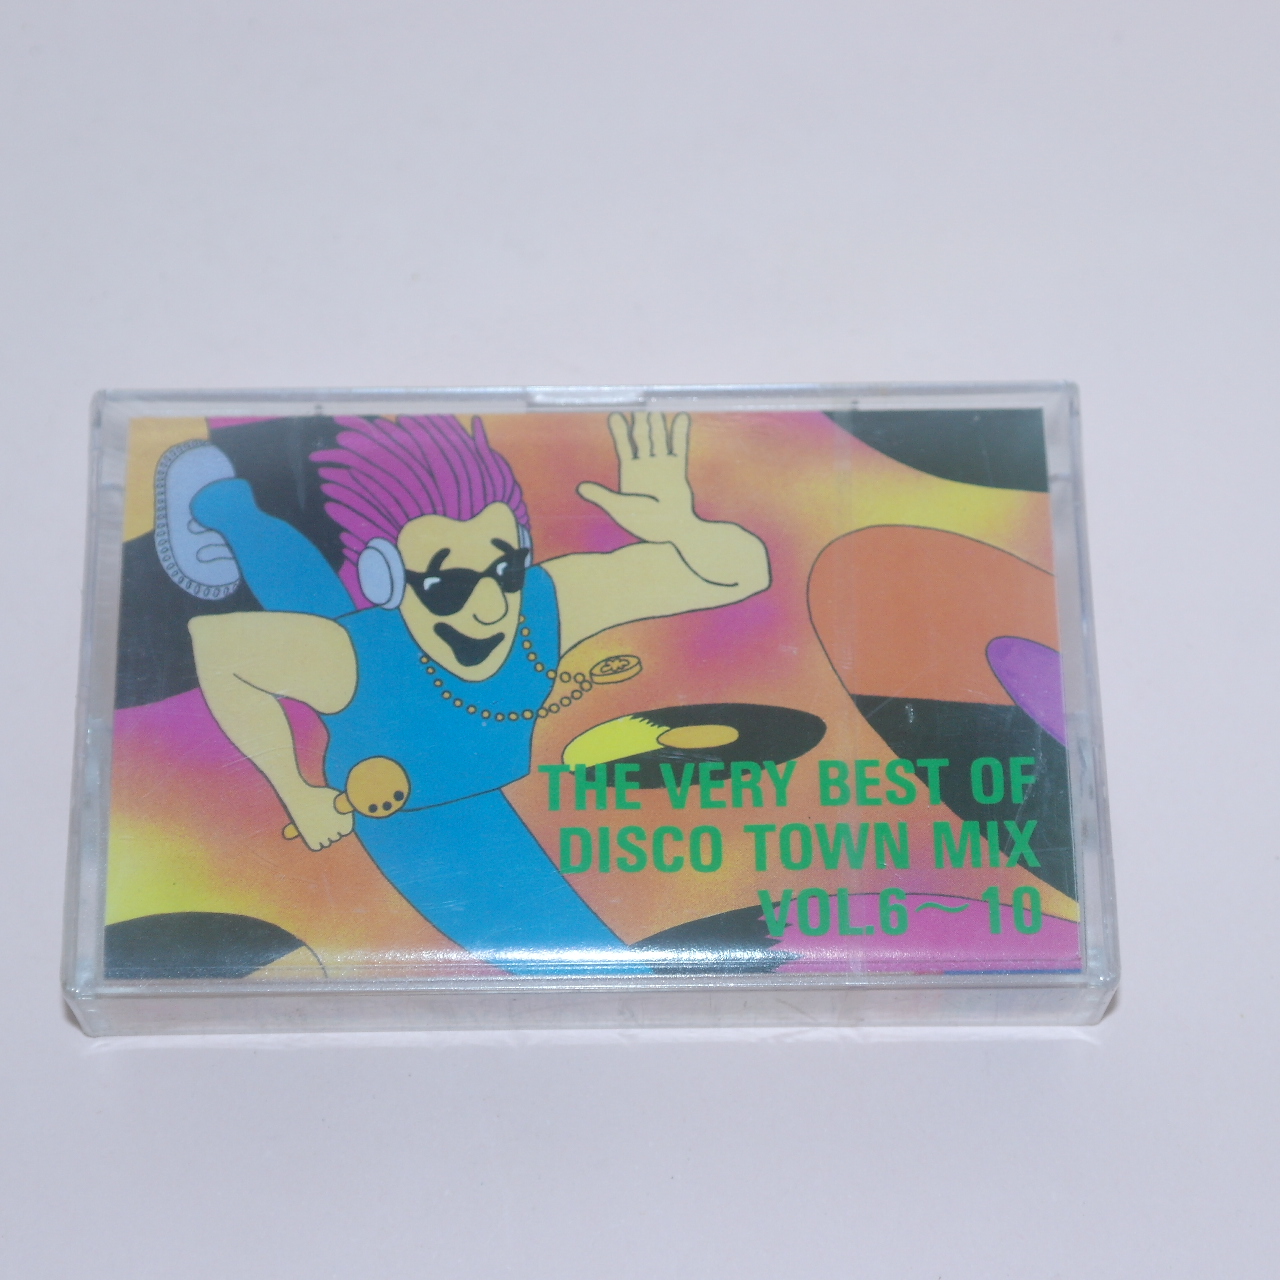 THE VERY BEST OF
DISCO TOWN MIX
VOL.6～10